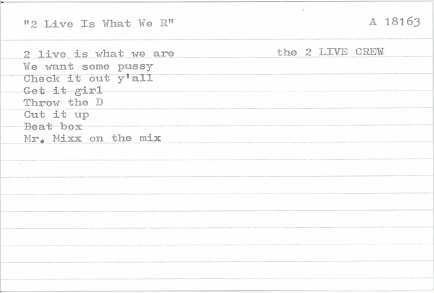 "2 Live Is What We R" A 18163
2 live is what we are the 2 LIVE CREW
We want some pussy
Check it out y'all
Get it girl
Throw the D
Cut it up
Beat box
Mr. Mixx on the mix